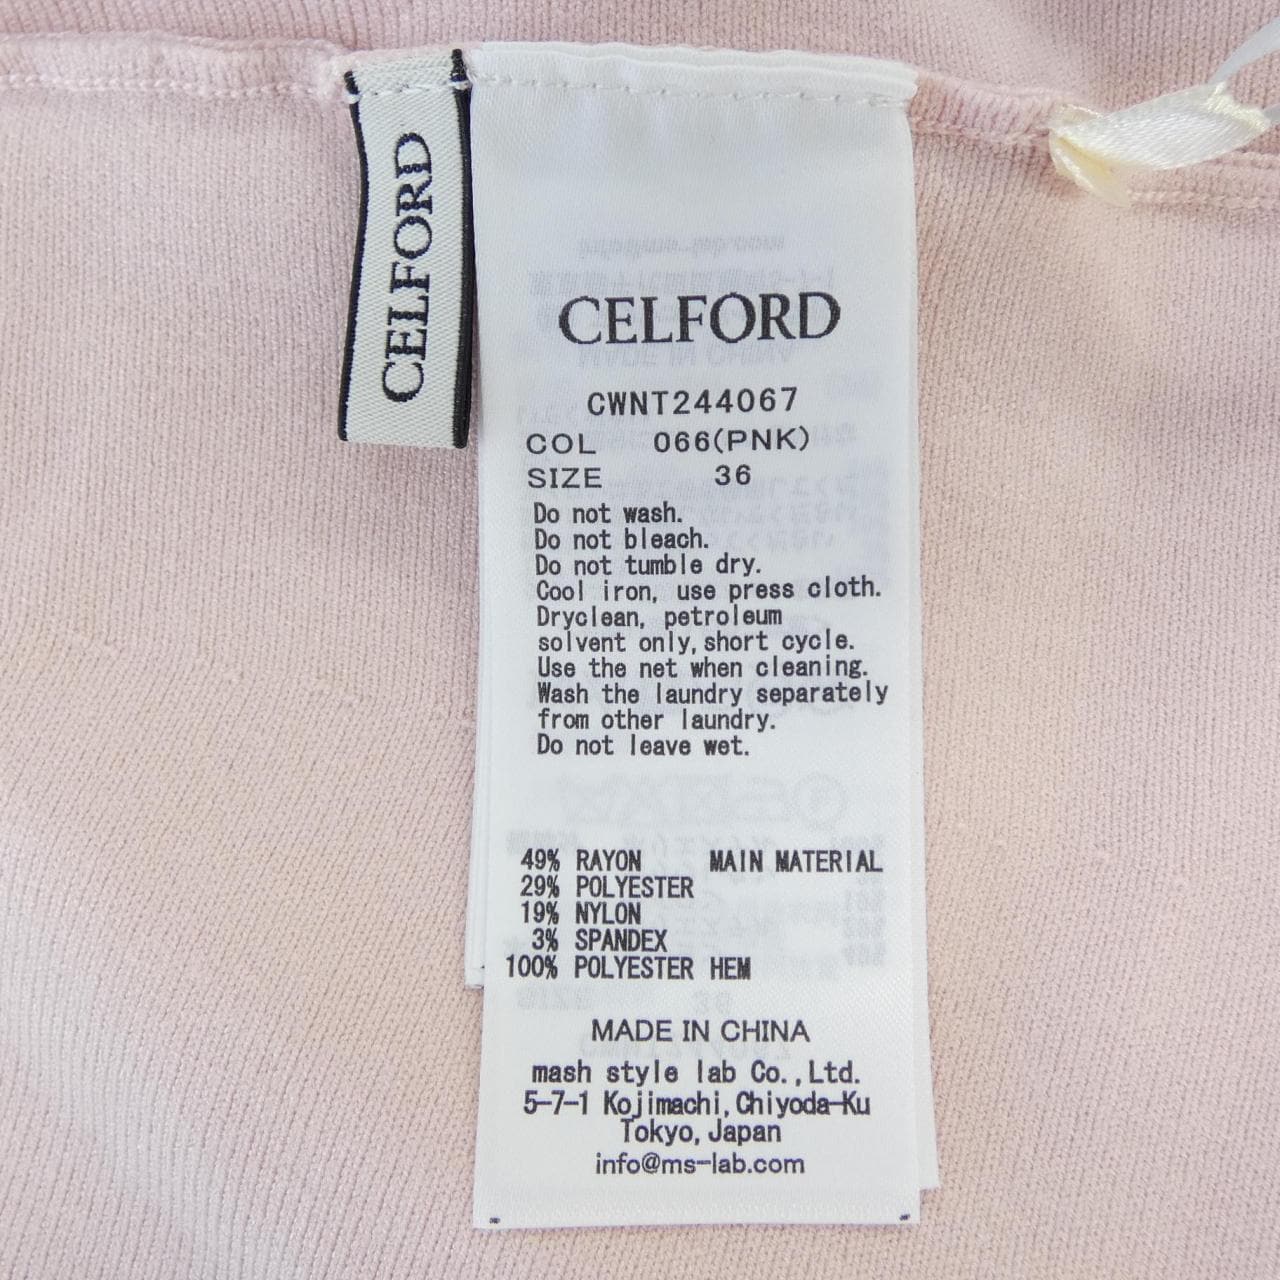 CELFORD
CELFORD
CWNT244067
COL 066(PNK)
SIZE 36
Do not wash.
Do not bleach.
Do not tumble dry.
Cool iron, use press cloth.
Dryclean, petroleum
solvent only,short cycle.
Use the net when cleaning.
Wash the laundry separately
from other laundry.
Do not leave wet.
49% RAYON MAIN MATERIAL
29% POLYESTER
19% NYLON
3% SPANDEX
100% POLYESTER HEM
MADE IN CHINA
mash style lab Co.,Ltd.
5-7-1 Kojimachi,Chiyoda-Ku
Tokyo,Japan
info@ms-lab.com